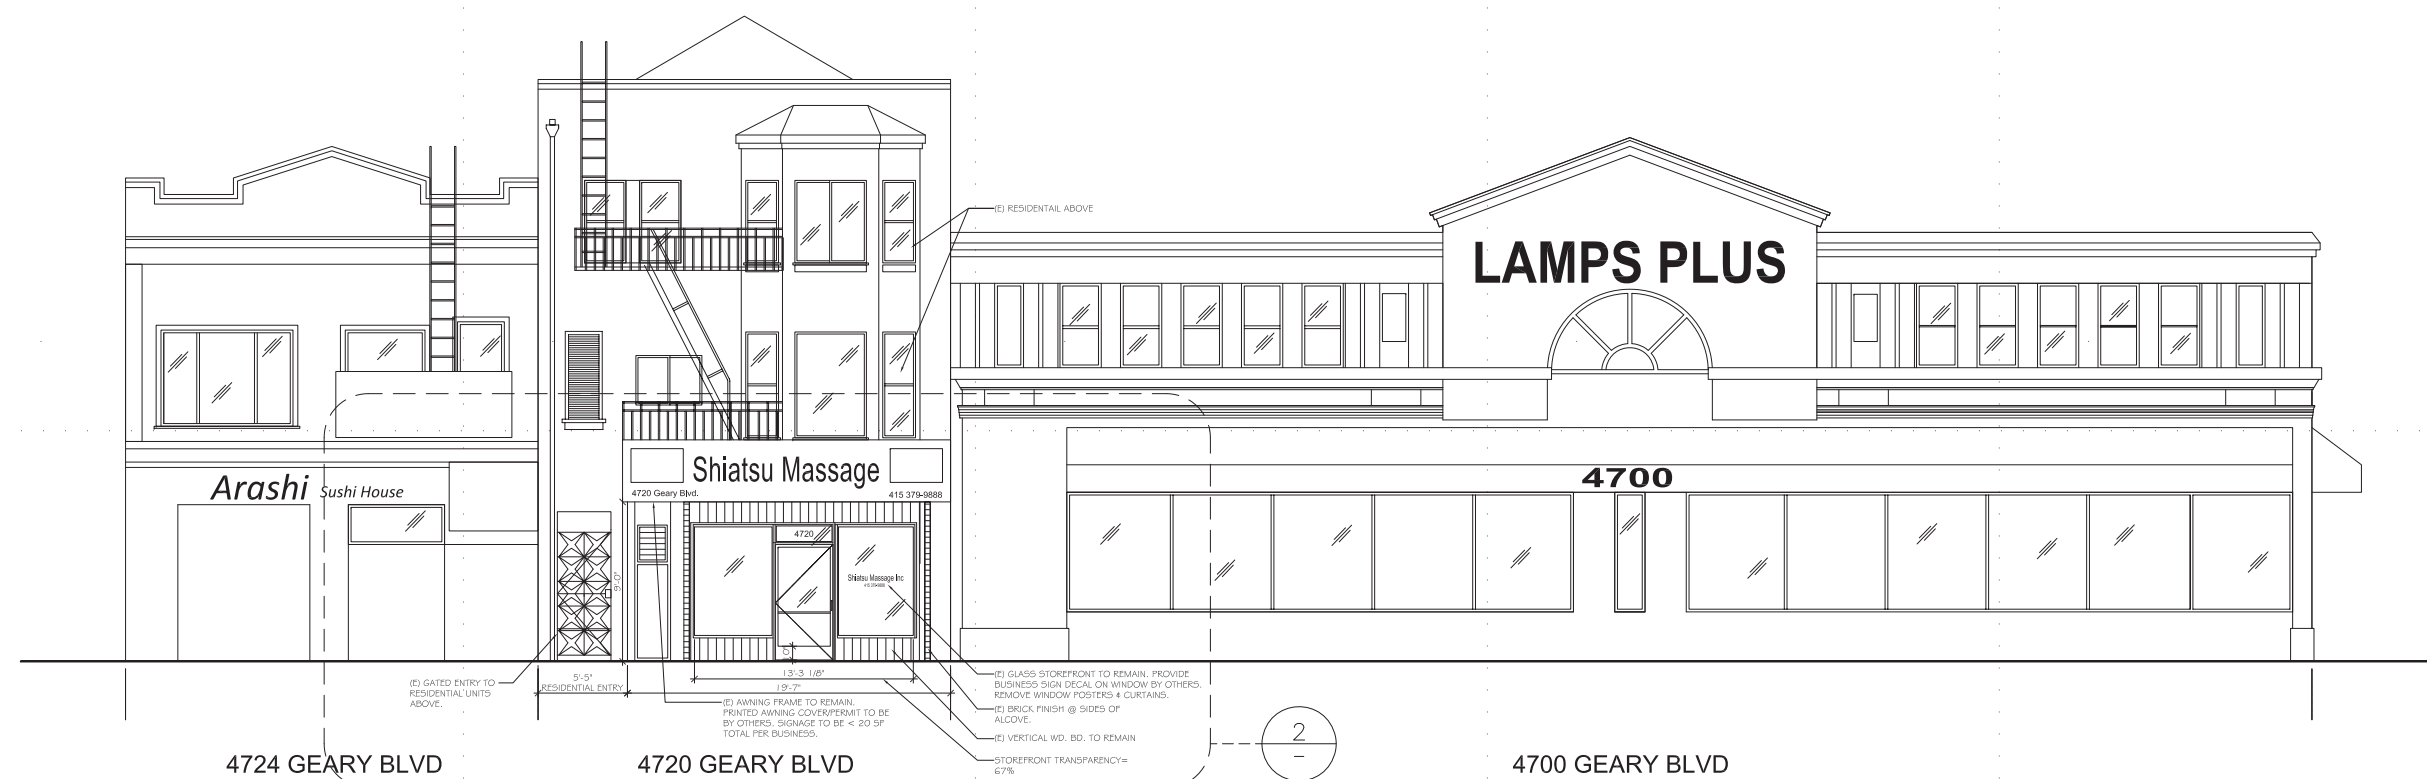 (E) RESIDENTAIL ABOVE
LAMPS PLUS
Shiatsu Massage
4720 Geary Blvd.
415 379-9888
Arashi Sushi House
4700
4720
Shiatsu Massage Inc
415 379-9888
9'-0"
13'-3 1/8"
5'-5"
RESIDENTIAL ENTRY
19'-7"
(E) GATED ENTRY TO
RESIDENTIAL UNITS
ABOVE.
(E) AWNING FRAME TO REMAIN.
PRINTED AWNING COVER/PERMIT TO BE
BY OTHERS. SIGNAGE TO BE < 20 SF
TOTAL PER BUSINESS.
(E) GLASS STOREFRONT TO REMAIN. PROVIDE
BUSINESS SIGN DECAL ON WINDOW BY OTHERS.
REMOVE WINDOW POSTERS & CURTAINS.
(E) BRICK FINISH @ SIDES OF
ALCOVE.
(E) VERTICAL WD. BD. TO REMAIN
STOREFRONT TRANSPARENCY=
67%
2
–
4724 GEARY BLVD
4720 GEARY BLVD
4700 GEARY BLVD